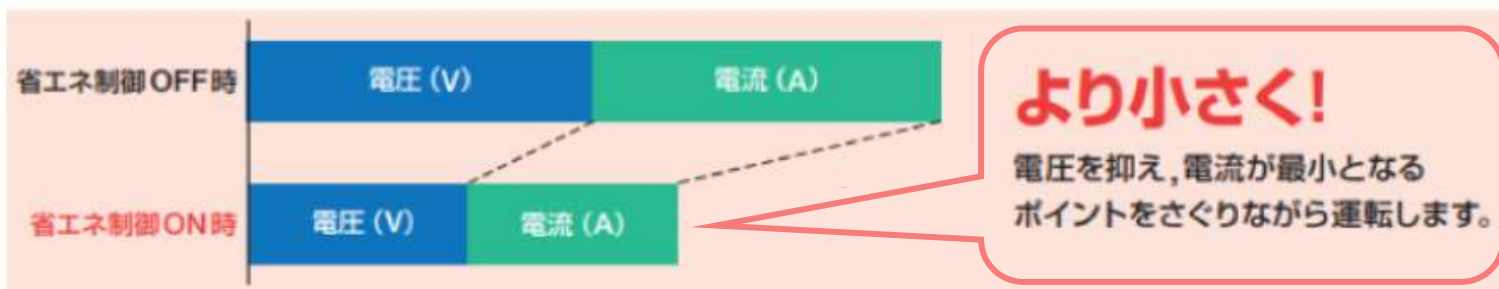 省エネ制御OFF時
電圧(V)
電流(A)
より小さく!
電圧を抑え,電流が最小となる
ポイントをさぐりながら運転します。
省エネ制御ON時
電圧(V)
電流(A)